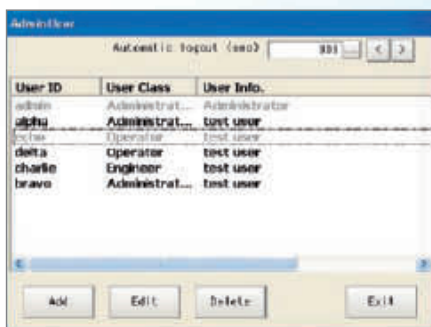 AdminUser
Automatic logout (sec)
User ID User Class User Info.
admin Administrat... Administrator
alpha Administrat... test user
echo Operator test user
delta Operator test user
charlie Engineer test user
bravo Administrat... test user
Add Edit Delete Exit